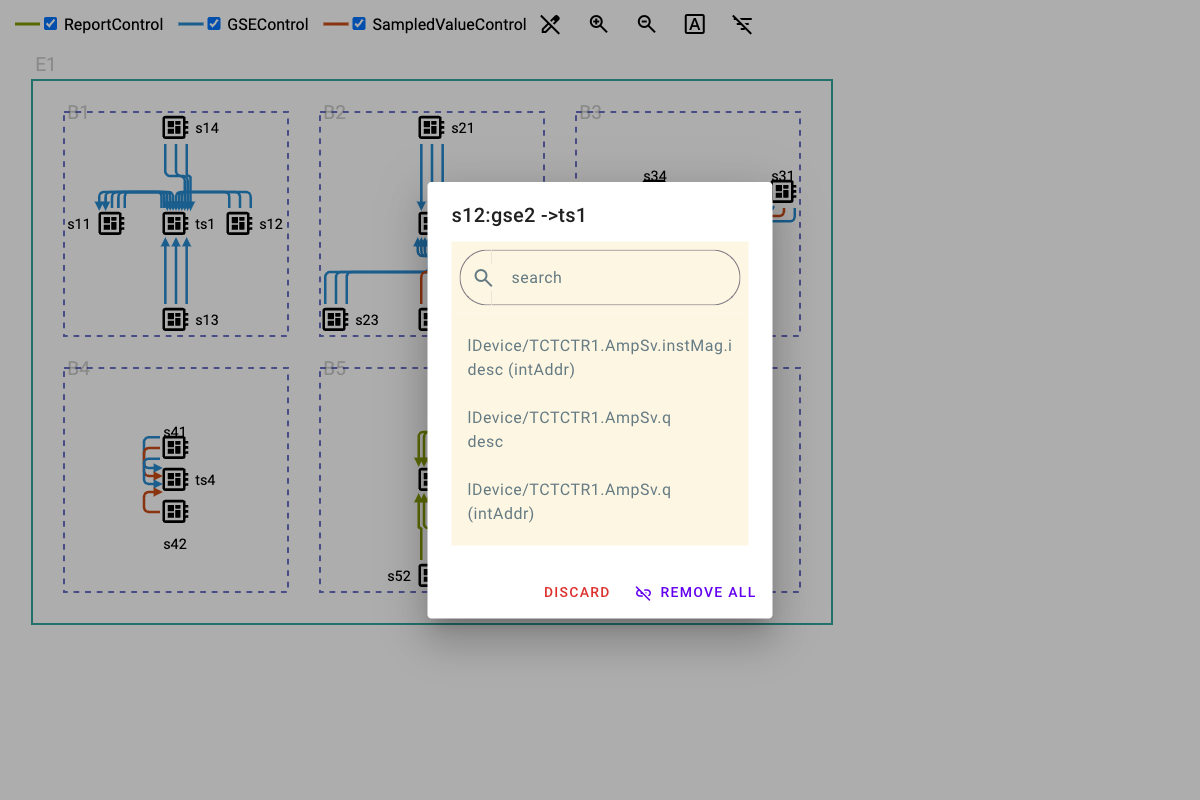 ReportControl GSEControl SampledValueControl A
E1
B1 B2 B3
s14 s21
s34 s31
s11 ts1 s12
s13 s23
B4 B5
s41
ts4
s42
s52
s12:gse2 ->ts1
search
lDevice/TCTCTR1.AmpSv.instMag.i
desc (intAddr)
lDevice/TCTCTR1.AmpSv.q
desc
lDevice/TCTCTR1.AmpSv.q
(intAddr)
DISCARD REMOVE ALL